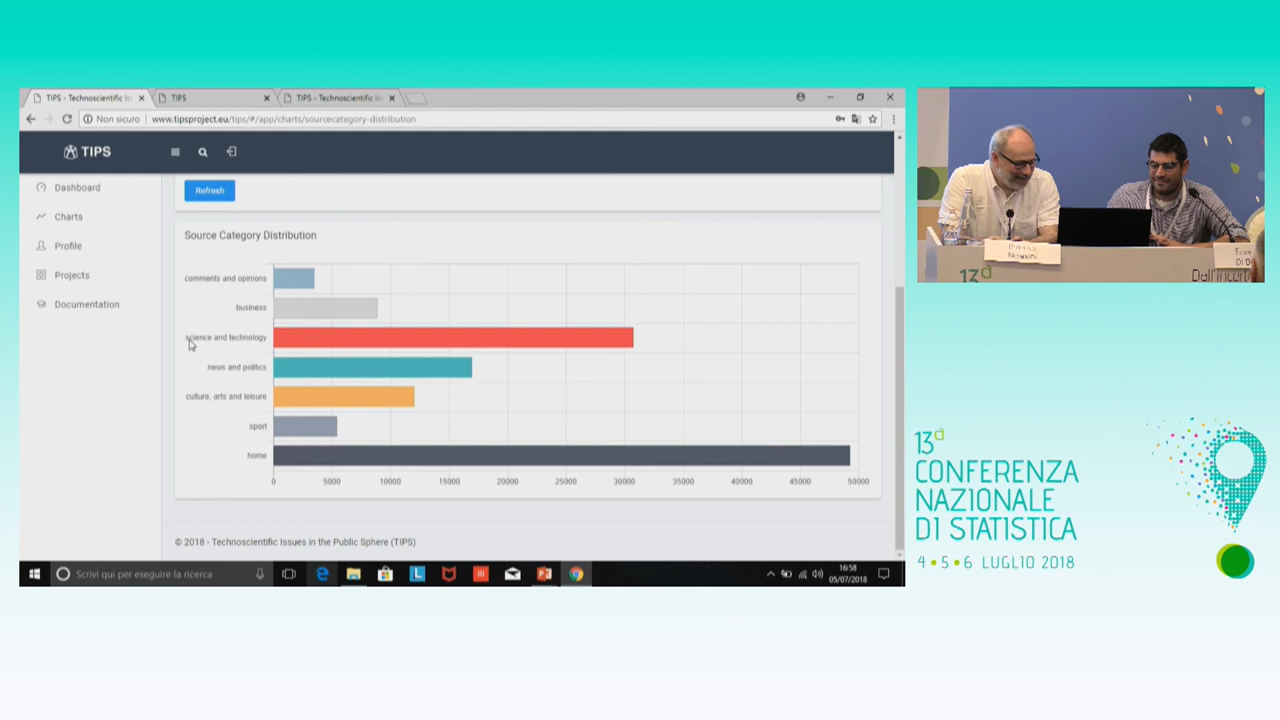 TIPS - Technoscientific Is
TIPS
TIPS - Technoscientific Is
Non sicuro
www.tipsproject.eu/tips/#/app/charts/sourcecategory-distribution
TIPS
Dashboard
Charts
Profile
Projects
Documentation
Refresh
Source Category Distribution
comments and opinions
business
science and technology
news and politics
culture, arts and leisure
sport
home
0 5000 10000 15000 20000 25000 30000 35000 40000 45000 50000
© 2018 - Technoscientific Issues in the Public Sphere (TIPS)
Scrivi qui per eseguire la ricerca
16:58
05/07/2018
13a
Dall'incert
13a
CONFERENZA
NAZIONALE
DI STATISTICA
4 • 5 • 6 LUGLIO 2018